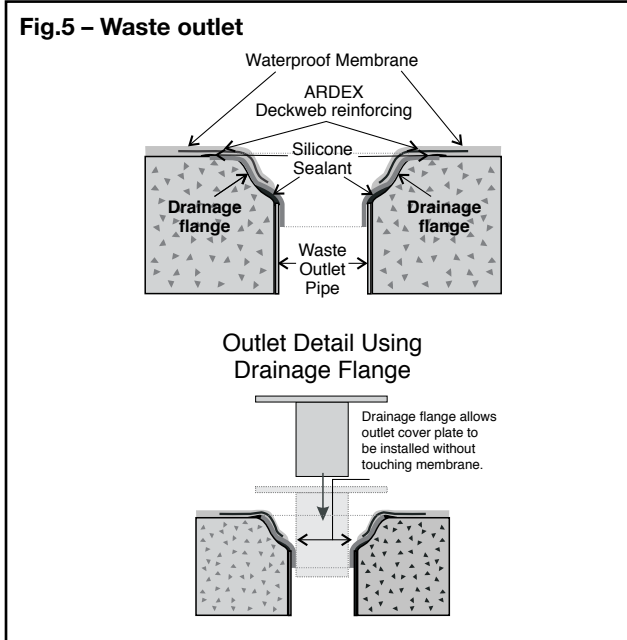 Fig.5 – Waste outlet
Waterproof Membrane
ARDEX
Deckweb reinforcing
Silicone
Sealant
Drainage
flange
Drainage
flange
Waste
Outlet
Pipe
Outlet Detail Using
Drainage Flange
Drainage flange allows
outlet cover plate to
be installed without
touching membrane.